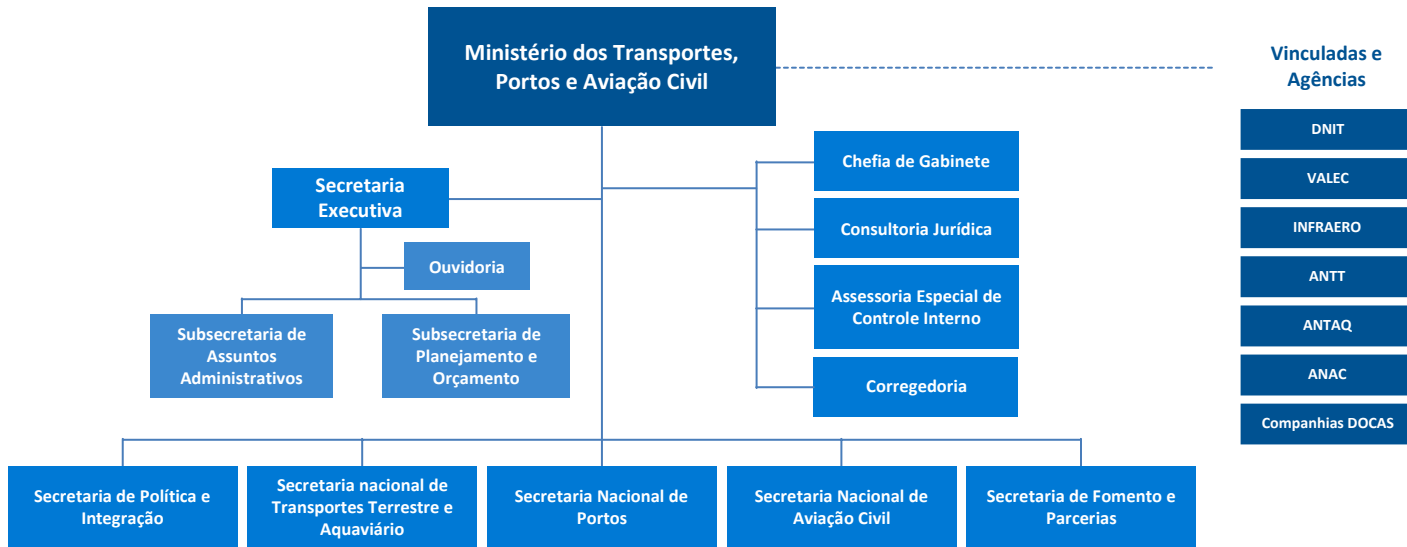 Ministério dos Transportes,
Portos e Aviação Civil
Vinculadas e
Agências
DNIT
VALEC
INFRAERO
ANTT
ANTAQ
ANAC
Companhias DOCAS
Chefia de Gabinete
Consultoria Jurídica
Assessoria Especial de
Controle Interno
Corregedoria
Secretaria
Executiva
Ouvidoria
Subsecretaria de
Assuntos
Administrativos
Subsecretaria de
Planejamento e
Orçamento
Secretaria de Política e
Integração
Secretaria nacional de
Transportes Terrestre e
Aquaviário
Secretaria Nacional de
Portos
Secretaria Nacional de
Aviação Civil
Secretaria de Fomento e
Parcerias